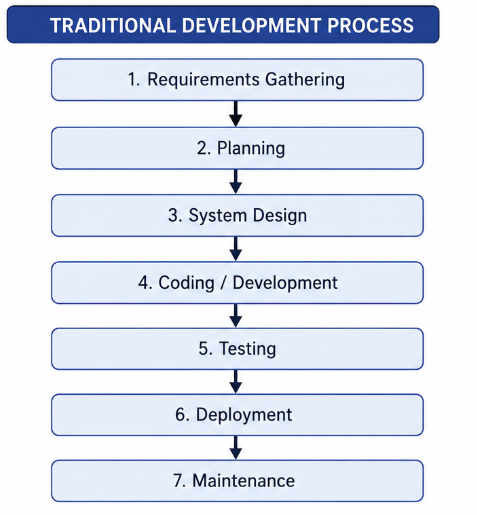 TRADITIONAL DEVELOPMENT PROCESS
1. Requirements Gathering
2. Planning
3. System Design
4. Coding / Development
5. Testing
6. Deployment
7. Maintenance